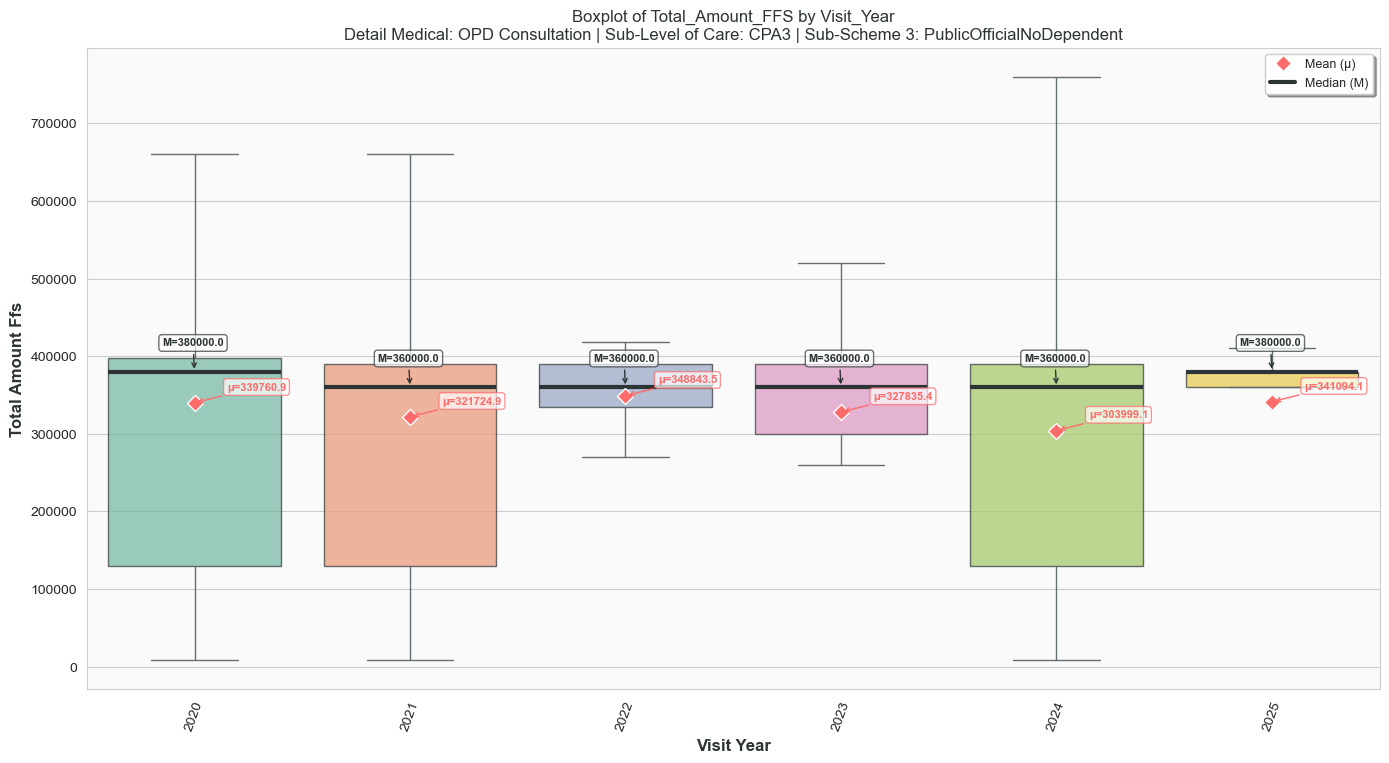 Boxplot of Total_Amount_FFS by Visit_Year
Detail Medical: OPD Consultation | Sub-Level of Care: CPA3 | Sub-Scheme 3: PublicOfficialNoDependent
Mean (μ)
Median (M)
Total Amount Ffs
700000
600000
500000
400000
300000
200000
100000
0
M=380000.0
μ=339760.9
M=360000.0
μ=321724.9
M=360000.0
μ=348843.5
M=360000.0
μ=327835.4
M=360000.0
μ=303999.1
M=380000.0
μ=341094.1
2020
2021
2022
2023
2024
2025
Visit Year